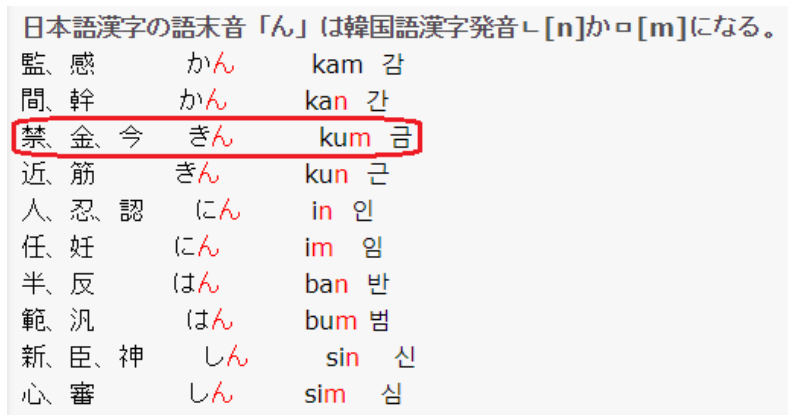 日本語漢字の語末音「ん」は韓国語漢字発音ㄴ[n]かㅁ[m]になる。
監、感 かん kam 감
間、幹 かん kan 간
禁、金、今 きん kum 금
近、筋 きん kun 근
人、忍、認 にん in 인
任、妊 にん im 임
半、反 はん ban 반
範、汎 はん bum 범
新、臣、神 しん sin 신
心、審 しん sim 심